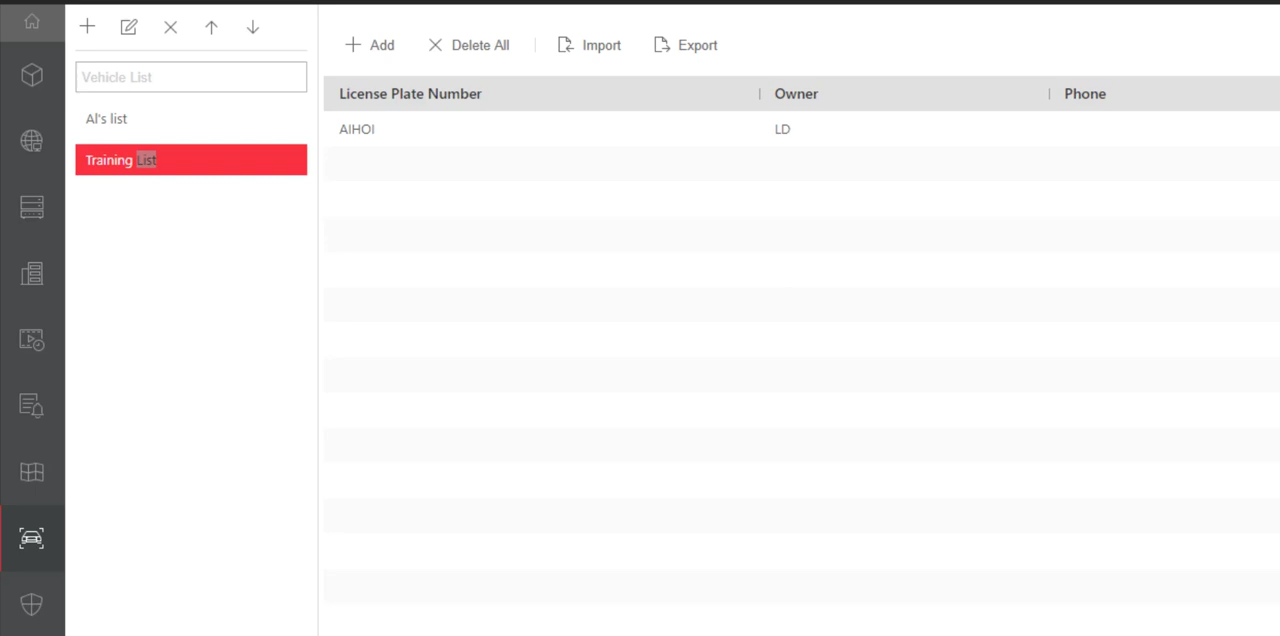 Vehicle List
Al's list
Training List
Add Delete All Import Export
License Plate Number Owner Phone
AIHOI LD